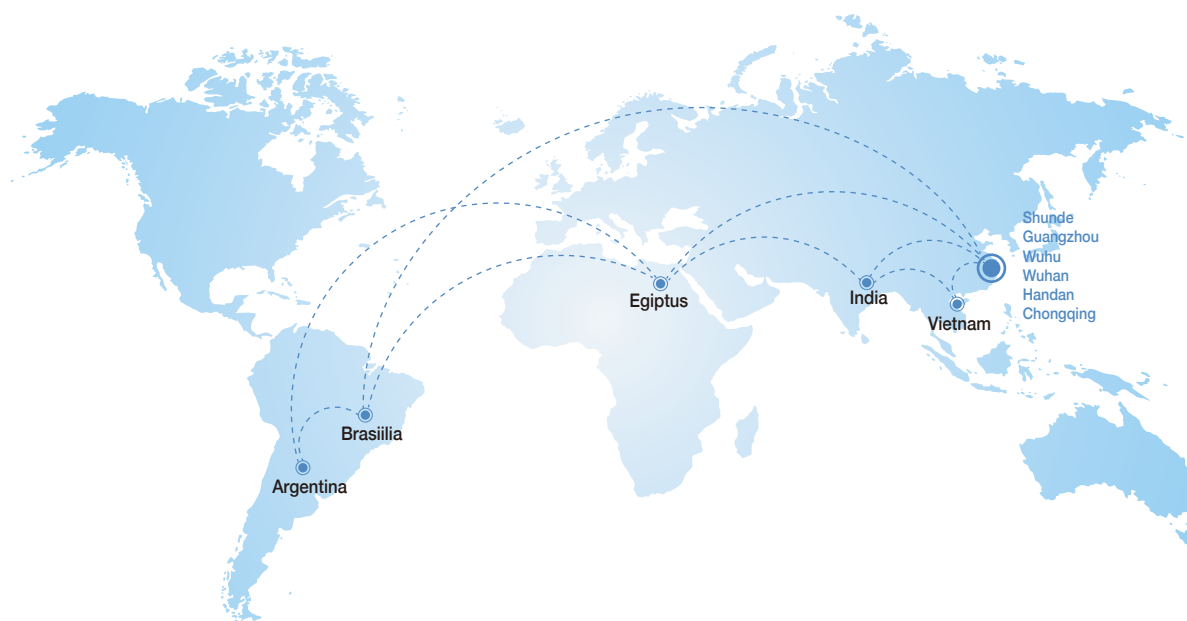 Shunde
Guangzhou
Wuhu
Wuhan
Handan
Chongqing
Egiptus
India
Vietnam
Brasiilia
Argentina